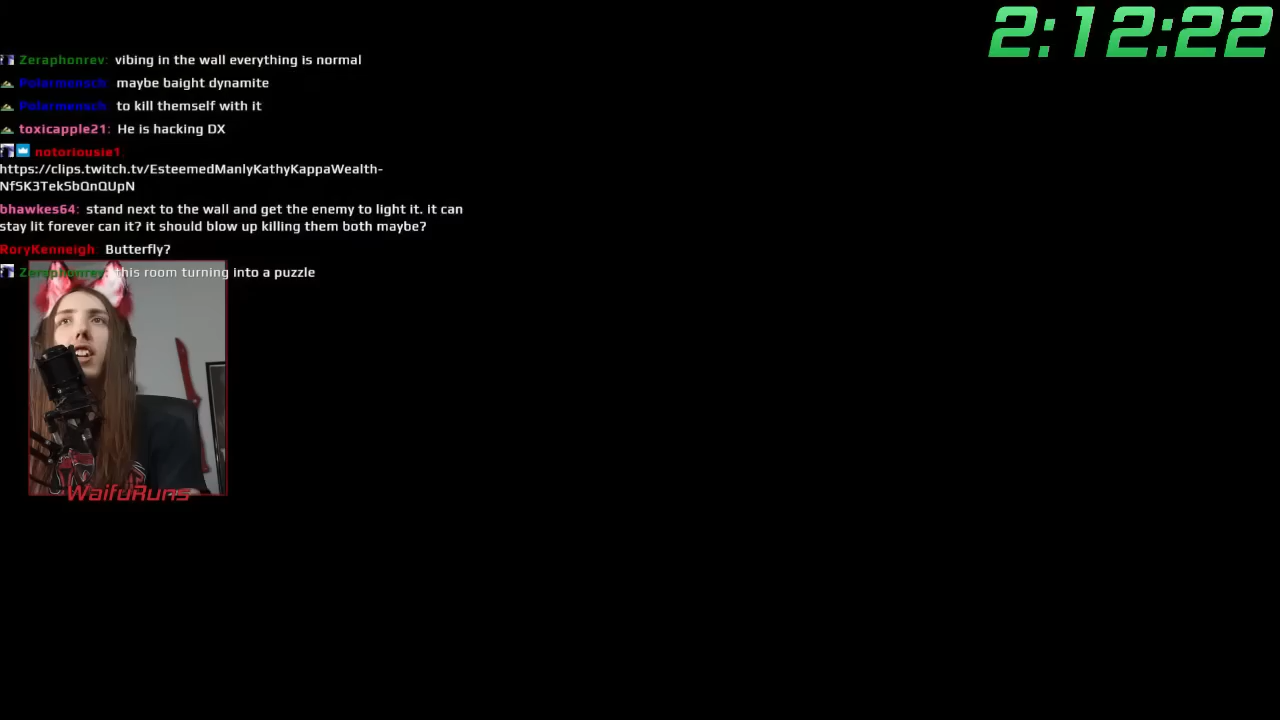 2:12:22
Zeraphonrev: vibing in the wall everything is normal
Polarmensch: maybe baight dynamite
Polarmensch: to kill themself with it
toxicapple21: He is hacking DX
notoriousie1:
https://clips.twitch.tv/EsteemedManlyKathyKappaWealth-
NfSK3TekSbQnQUpN
bhawkes64: stand next to the wall and get the enemy to light it. it can
stay lit forever can it? it should blow up killing them both maybe?
RoryKenneigh: Butterfly?
Zeraphonrev: this room turning into a puzzle
WaifuRuns